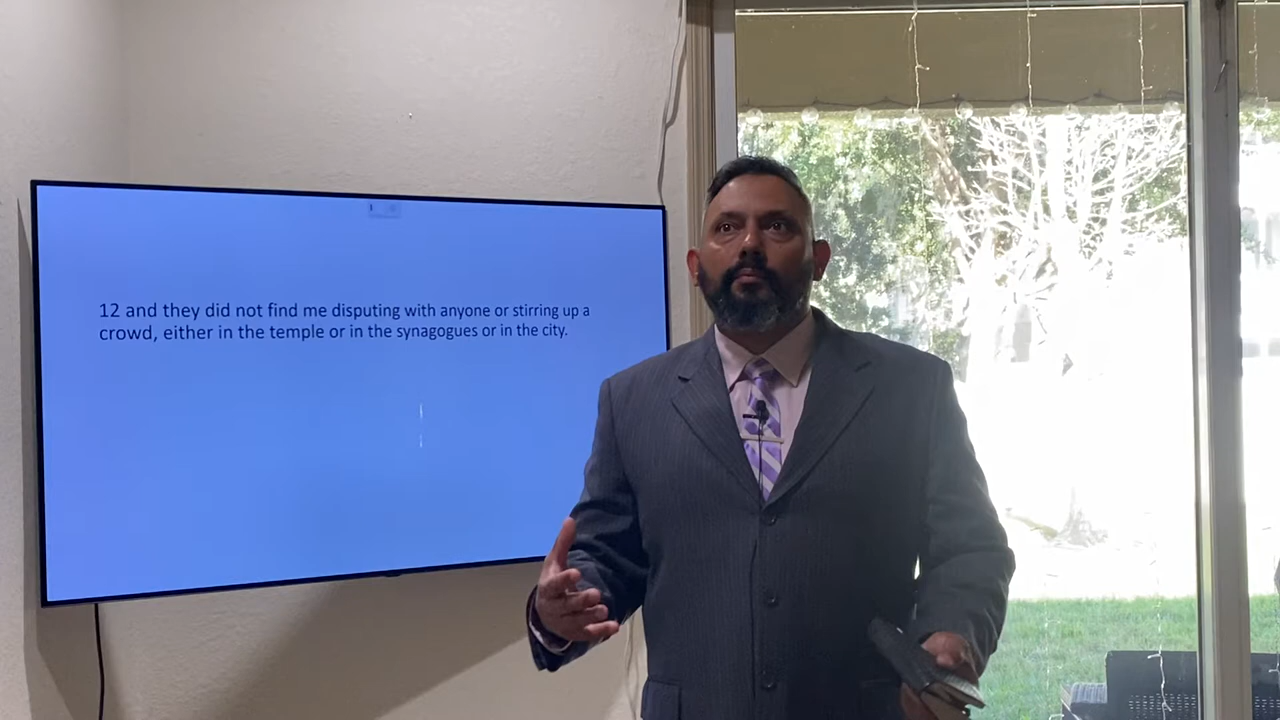 12 and they did not find me disputing with anyone or stirring up a
crowd, either in the temple or in the synagogues or in the city.